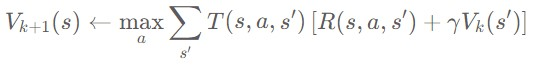 V_{k+1}(s) ← max_a Σ_{s′} T(s, a, s′) [R(s, a, s′) + γV_k(s′)]